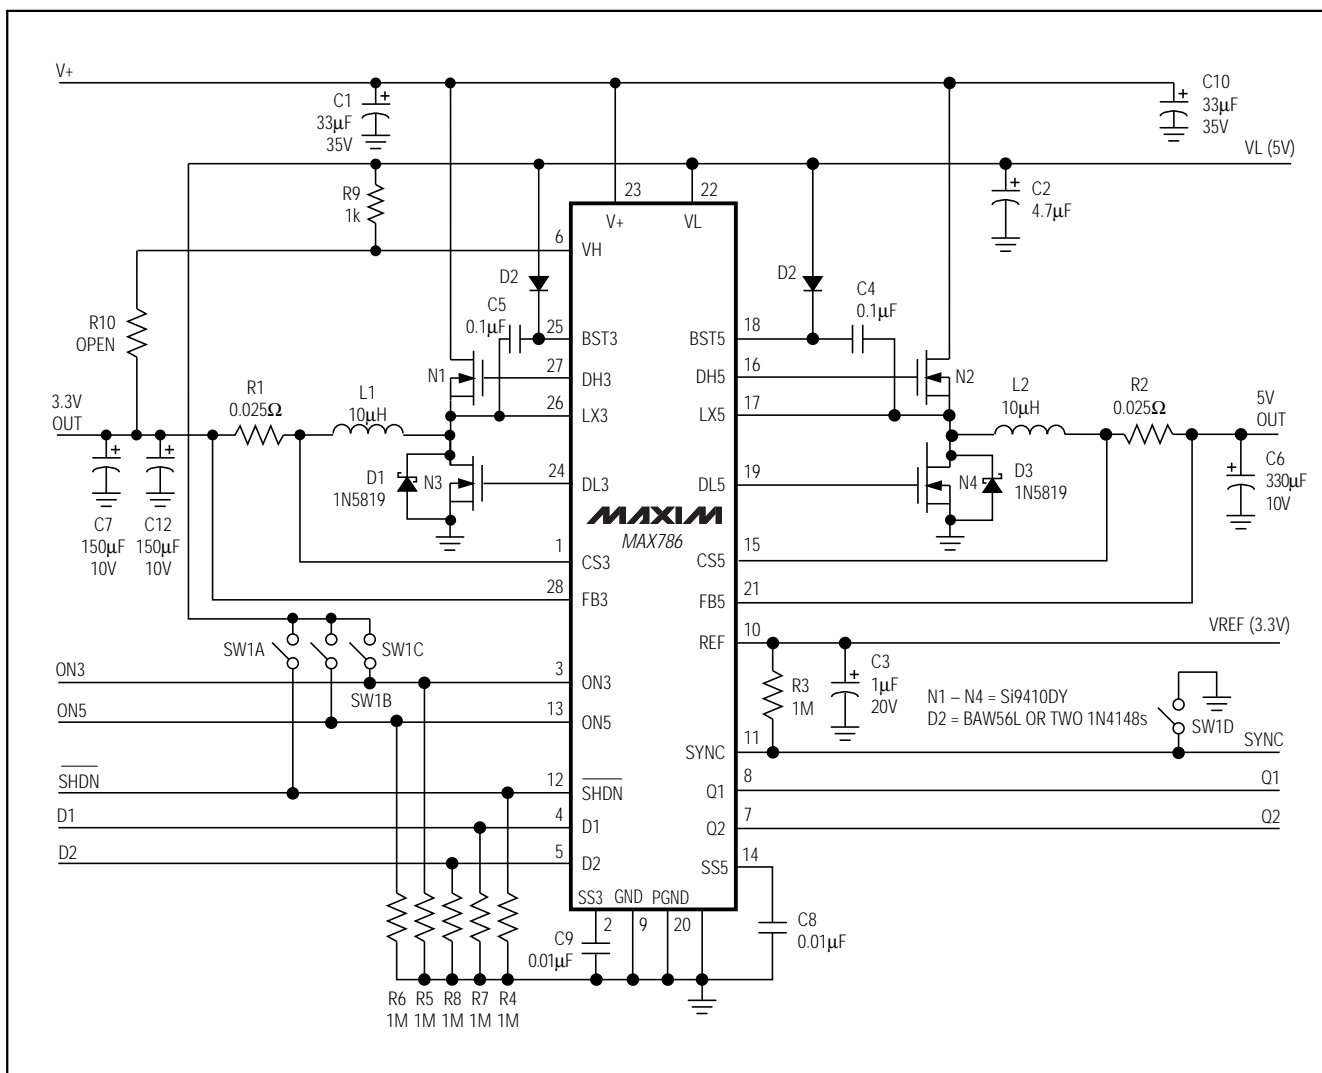 V+
C1
33µF
35V
C10
33µF
35V
VL (5V)
R9
1k
23
22
V+
VL
C2
4.7µF
6
VH
D2
D2
R10
OPEN
C5
0.1µF
25
BST3
C4
0.1µF
18
BST5
N1
27
DH3
16
DH5
N2
26
LX3
17
LX5
3.3V
OUT
R1
0.025Ω
L1
10µH
L2
10µH
R2
0.025Ω
5V
OUT
D1
1N5819
N3
24
DL3
19
DL5
N4
D3
1N5819
C6
330µF
10V
C7
150µF
10V
C12
150µF
10V
MAXIM
MAX786
1
CS3
15
CS5
28
FB3
21
FB5
10
REF
VREF (3.3V)
SW1A
SW1C
SW1B
ON3
3
ON3
ON5
13
ON5
R3
1M
C3
1µF
20V
N1 – N4 = Si9410DY
D2 = BAW56L OR TWO 1N4148s
SW1D
11
SYNC
SYNC
SHDN
12
SHDN
8
Q1
Q1
D1
4
D1
7
Q2
Q2
D2
5
D2
14
SS5
SS3
GND
PGND
2
9
20
C9
0.01µF
C8
0.01µF
R6
1M
R5
1M
R8
1M
R7
1M
R4
1M